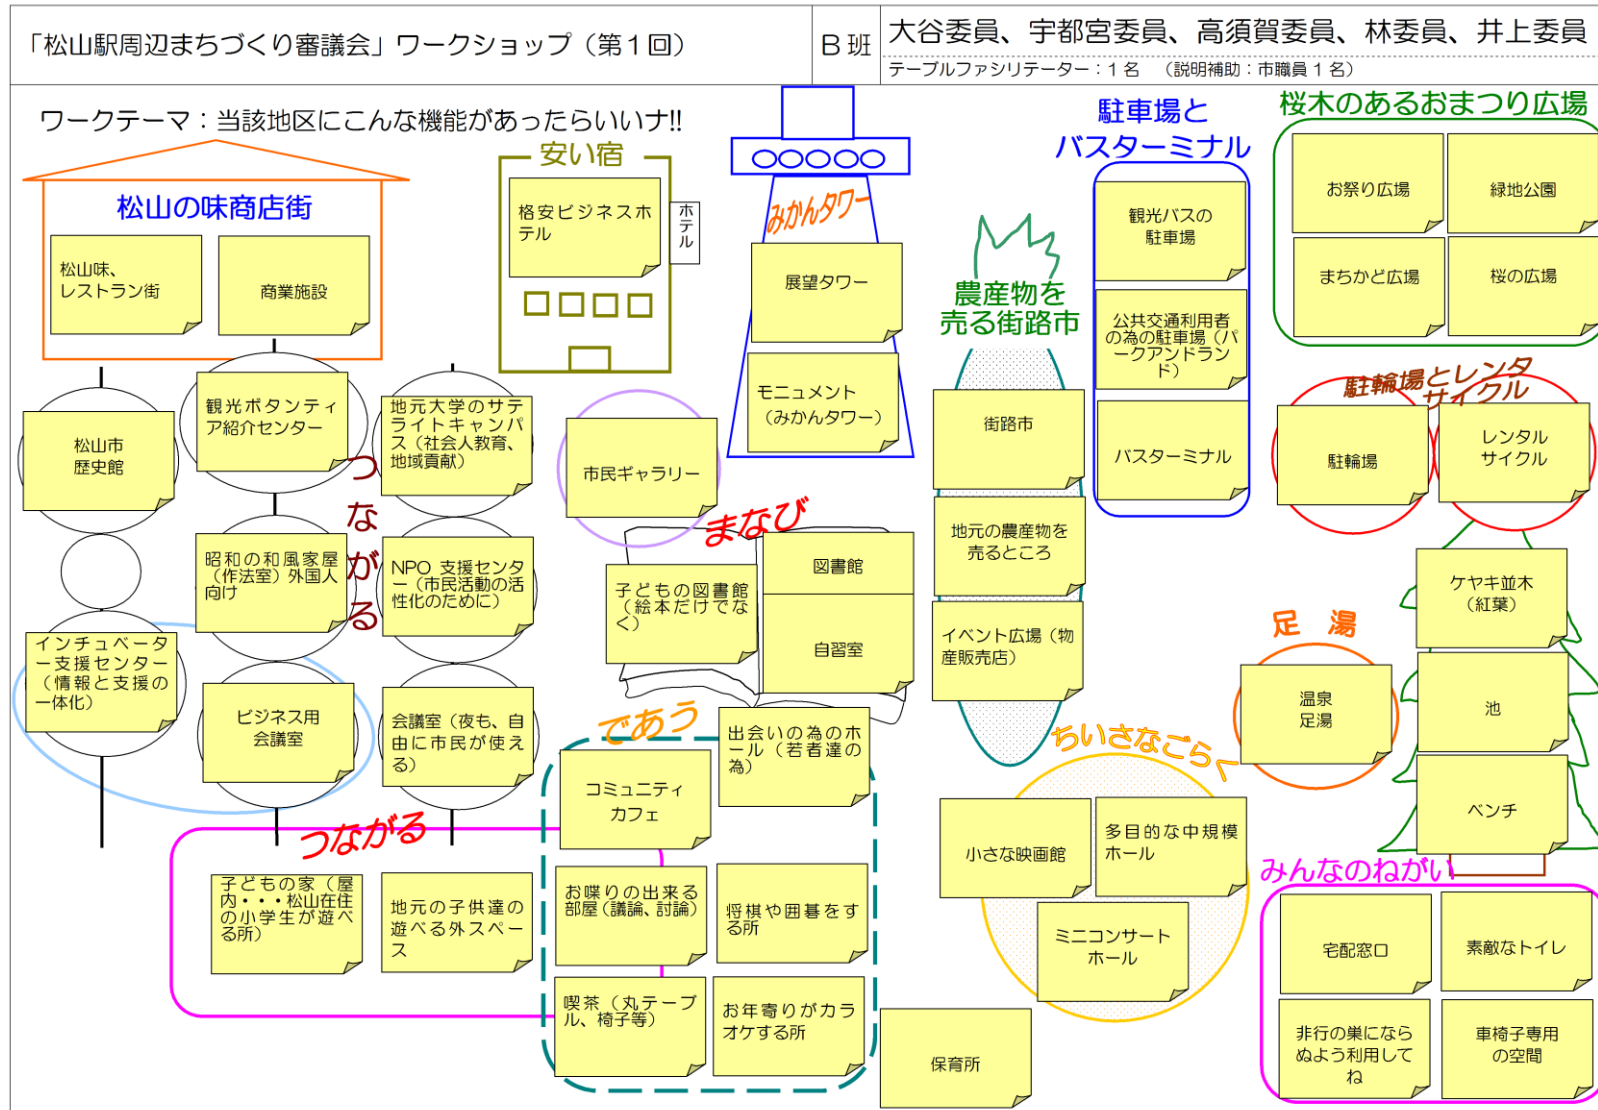 「松山駅周辺まちづくり審議会」ワークショップ（第１回）
Ｂ班
大谷委員、宇都宮委員、高須賀委員、林委員、井上委員
テーブルファシリテーター：１名　（説明補助：市職員１名）
ワークテーマ：当該地区にこんな機能があったらいいナ!!
松山の味商店街
松山味、
レストラン街
商業施設
安い宿
格安ビジネスホ
テル
ホテル
みかんタワー
展望タワー
モニュメント
（みかんタワー）
農産物を
売る街路市
街路市
地元の農産物を
売るところ
イベント広場（物
産販売店）
駐車場と
バスターミナル
観光バスの
駐車場
公共交通利用者
の為の駐車場（パ
ークアンドラン
ド）
バスターミナル
桜木のあるおまつり広場
お祭り広場
緑地公園
まちかど広場
桜の広場
駐輪場とレンタ
サイクル
駐輪場
レンタル
サイクル
ケヤキ並木
（紅葉）
池
ベンチ
足　湯
温泉
足湯
つながる
松山市
歴史館
観光ボタンティ
ア紹介センター
地元大学のサテ
ライトキャンパ
ス（社会人教育、
地域貢献）
昭和の和風家屋
（作法室）外国人
向け
NPO 支援センタ
ー（市民活動の活
性化のために）
インチュベータ
ー支援センター
（情報と支援の
一体化）
ビジネス用
会議室
会議室（夜も、自
由に市民が使え
る）
市民ギャラリー
まなび
子どもの図書館
（絵本だけでな
く）
図書館
自習室
つながる
子どもの家（屋
内・・・松山在住
の小学生が遊べ
る所）
地元の子供達の
遊べる外スペー
ス
であう
出会いの為のホ
ール（若者達の
為）
コミュニティ
カフェ
お喋りの出来る
部屋（議論、討論）
将棋や囲碁をす
る所
喫茶（丸テーブ
ル、椅子等）
お年寄りがカラ
オケする所
保育所
ちいさなごらく
小さな映画館
多目的な中規模
ホール
ミニコンサート
ホール
みんなのねがい
宅配窓口
素敵なトイレ
非行の巣になら
ぬよう利用して
ね
車椅子専用
の空間